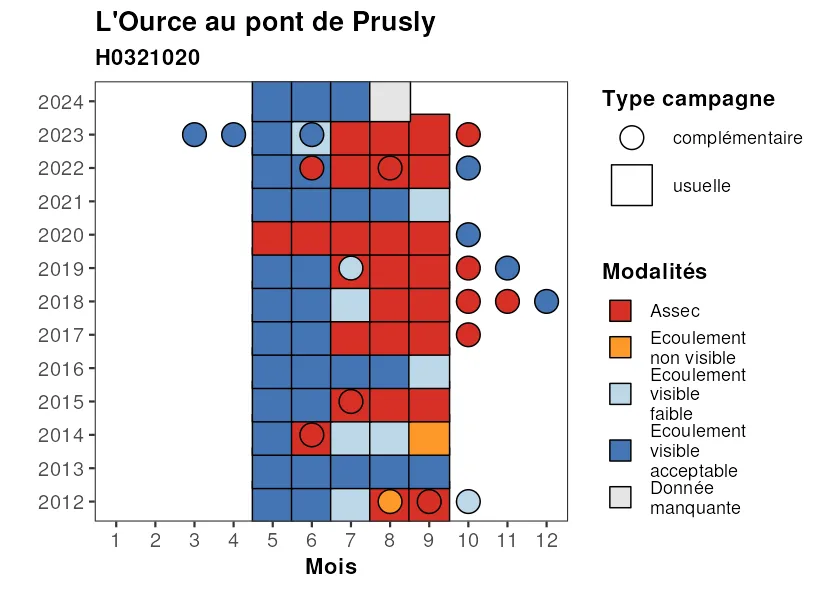 L'Ource au pont de Prusly
H0321020
2024
2023
2022
2021
2020
2019
2018
2017
2016
2015
2014
2013
2012
1 2 3 4 5 6 7 8 9 10 11 12
Mois
Type campagne
complémentaire
usuelle
Modalités
Assec
Ecoulement
non visible
Ecoulement
visible
faible
Ecoulement
visible
acceptable
Donnée
manquante